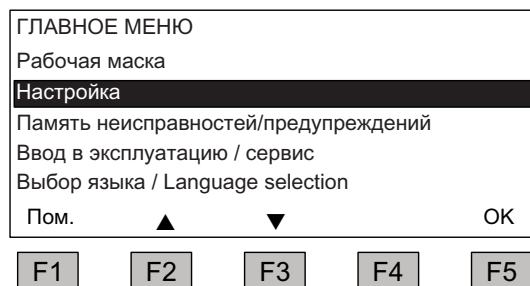 ГЛАВНОЕ МЕНЮ
Рабочая маска
Настройка
Память неисправностей/предупреждений
Ввод в эксплуатацию / сервис
Выбор языка / Language selection
Пом. ▲ ▼ OK
F1 F2 F3 F4 F5